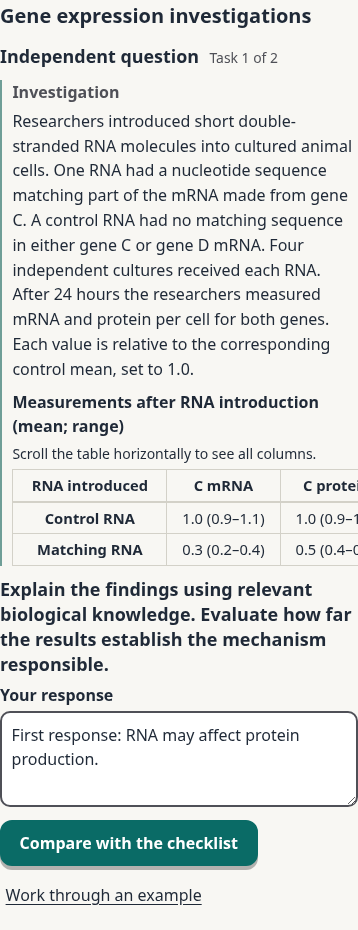 Gene expression investigations
Independent question Task 1 of 2
Investigation
Researchers introduced short double-
stranded RNA molecules into cultured animal
cells. One RNA had a nucleotide sequence
matching part of the mRNA made from gene
C. A control RNA had no matching sequence
in either gene C or gene D mRNA. Four
independent cultures received each RNA.
After 24 hours the researchers measured
mRNA and protein per cell for both genes.
Each value is relative to the corresponding
control mean, set to 1.0.
Measurements after RNA introduction
(mean; range)
Scroll the table horizontally to see all columns.
RNA introduced C mRNA C
Control RNA 1.0 (0.9–1.1) 1.0
Matching RNA 0.3 (0.2–0.4) 0.5
Explain the findings using relevant
biological knowledge. Evaluate how far
the results establish the mechanism
responsible.
Your response
First response: RNA may affect protein
production.
Compare with the checklist
Work through an example